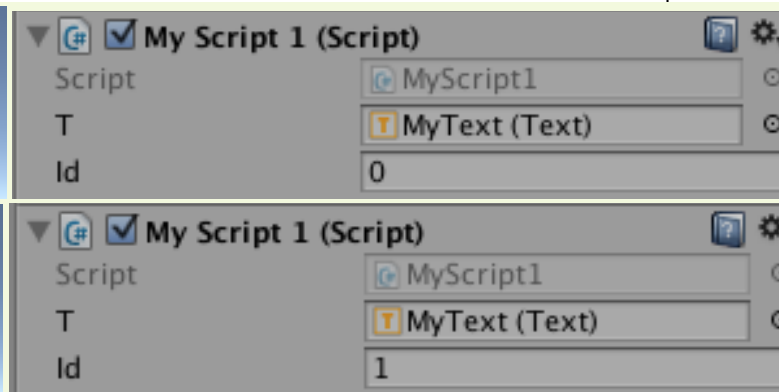 My Script 1 (Script)
Script MyScript1
T MyText (Text)
Id 0
My Script 1 (Script)
Script MyScript1
T MyText (Text)
Id 1